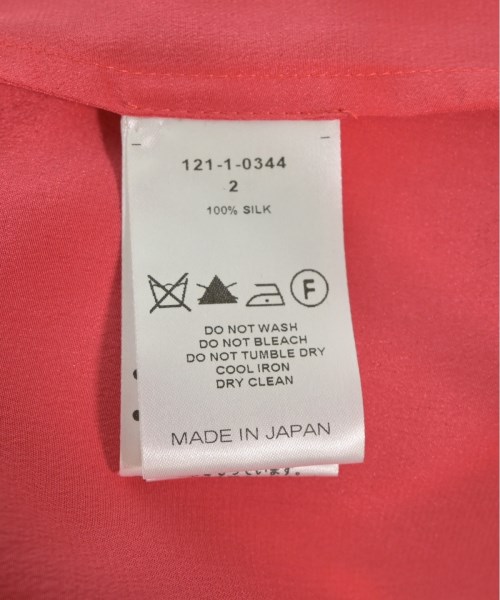 121-1-0344
2
100% SILK
F
DO NOT WASH
DO NOT BLEACH
DO NOT TUMBLE DRY
COOL IRON
DRY CLEAN
MADE IN JAPAN